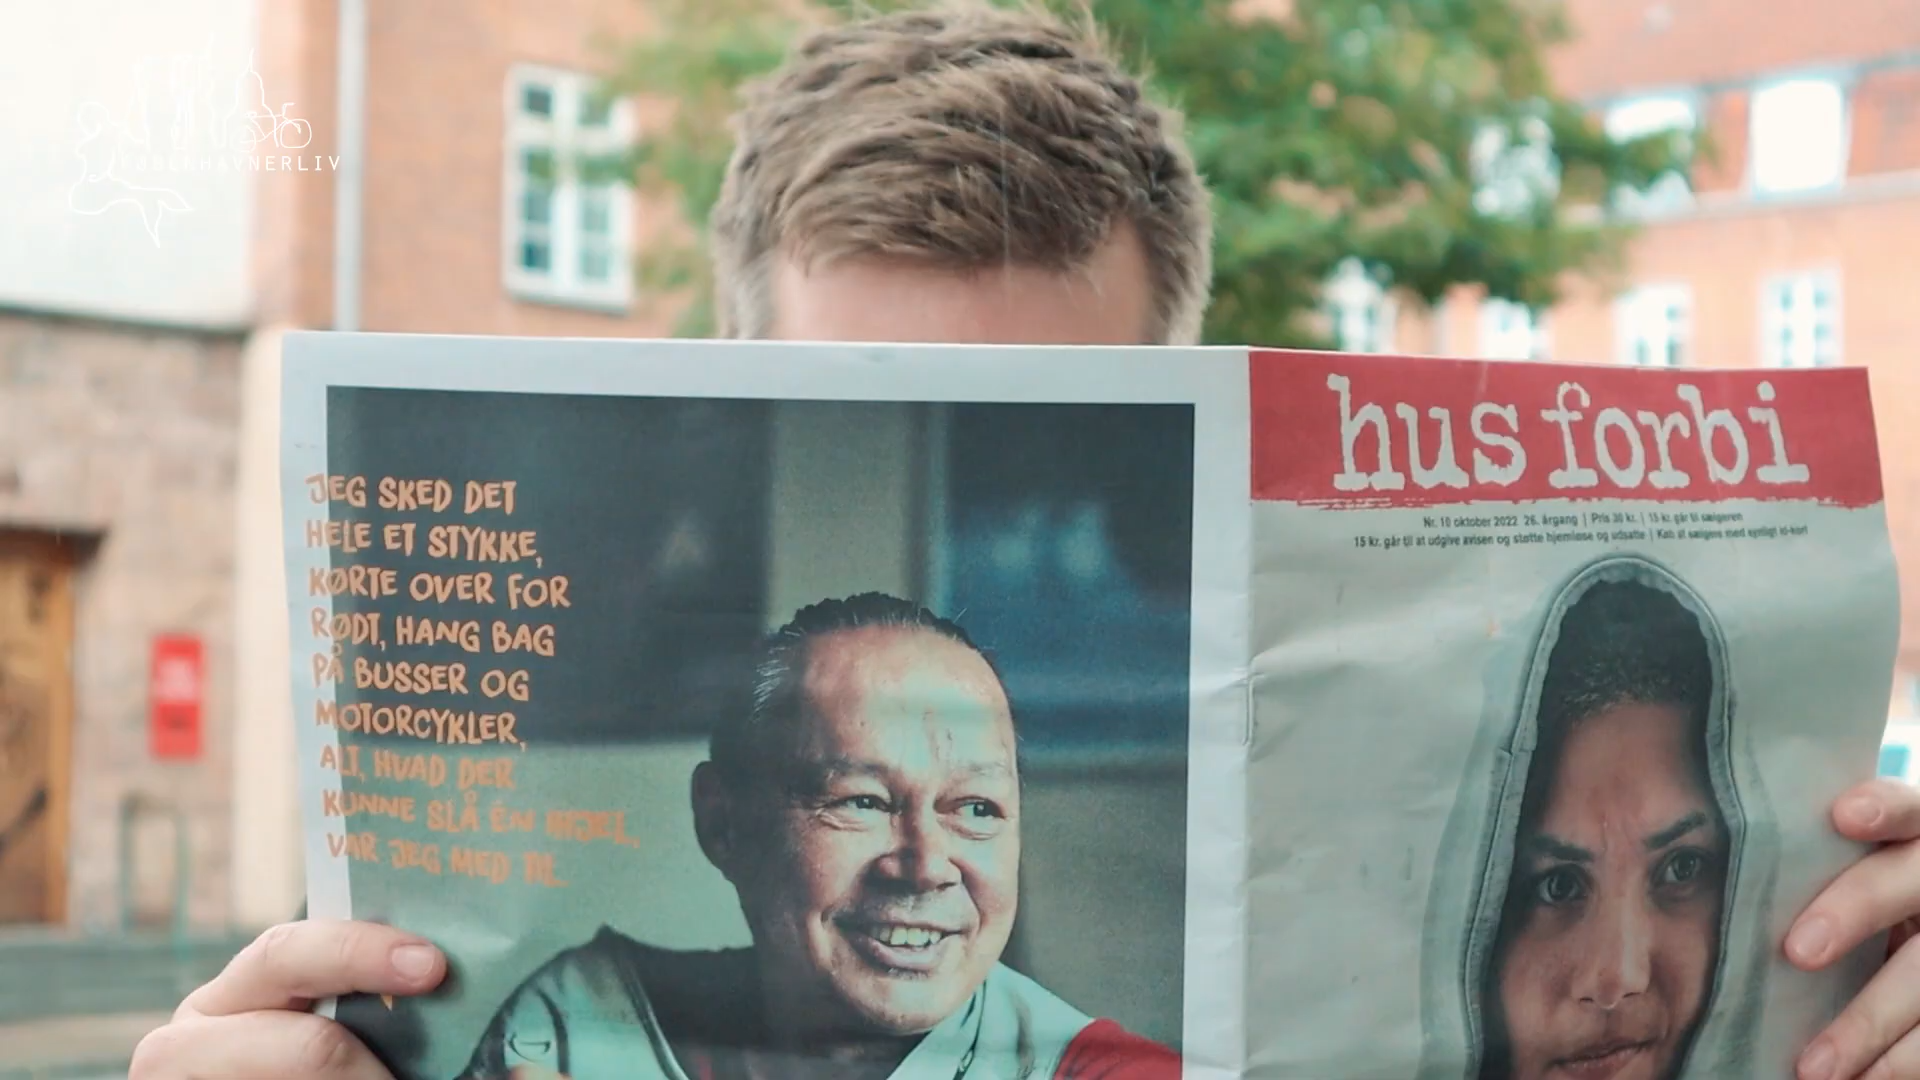 KØBENHAVNERLIV
JEG SKED DET
HELE ET STYKKE,
KØRTE OVER FOR
RØDT, HANG BAG
PÅ BUSSER OG
MOTORCYKLER,
ALT, HVAD DER
KUNNE SLÅ ÉN IHJEL,
VAR JEG MED TIL.
hus forbi
Nr. 10 oktober 2022 26. årgang | Pris 30 kr. | 15 kr. går til sælgeren
15 kr. går til at udgive avisen og støtte hjemløse og udsatte | Køb af sælgere med synligt id-kort